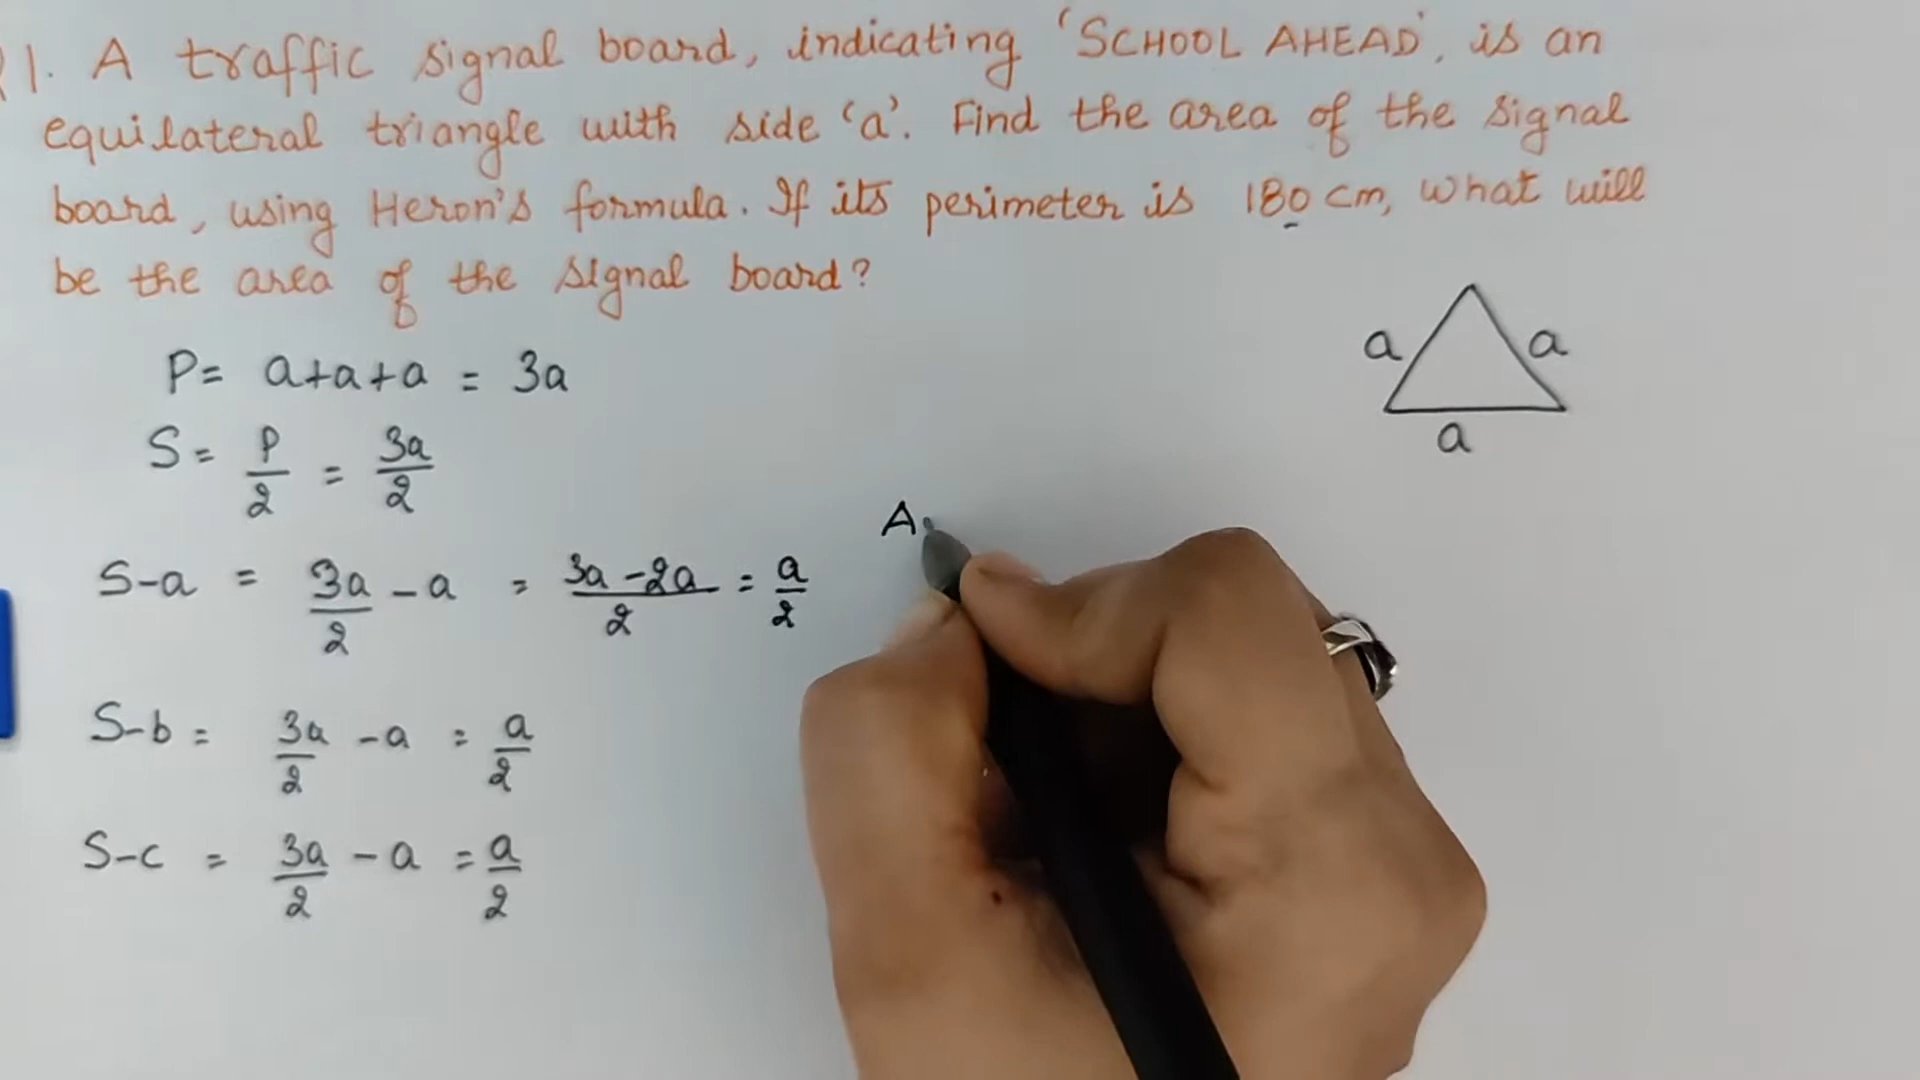 1. A traffic signal board, indicating 'SCHOOL AHEAD', is an
equilateral triangle with side 'a'. Find the area of the signal
board, using Heron's formula. If its perimeter is 180 cm, what will
be the area of the signal board?
a a
a
P = a+a+a = 3a
S = P/2 = 3a/2
S-a = 3a/2 - a = 3a-2a/2 = a/2
A
S-b = 3a/2 - a = a/2
S-c = 3a/2 - a = a/2